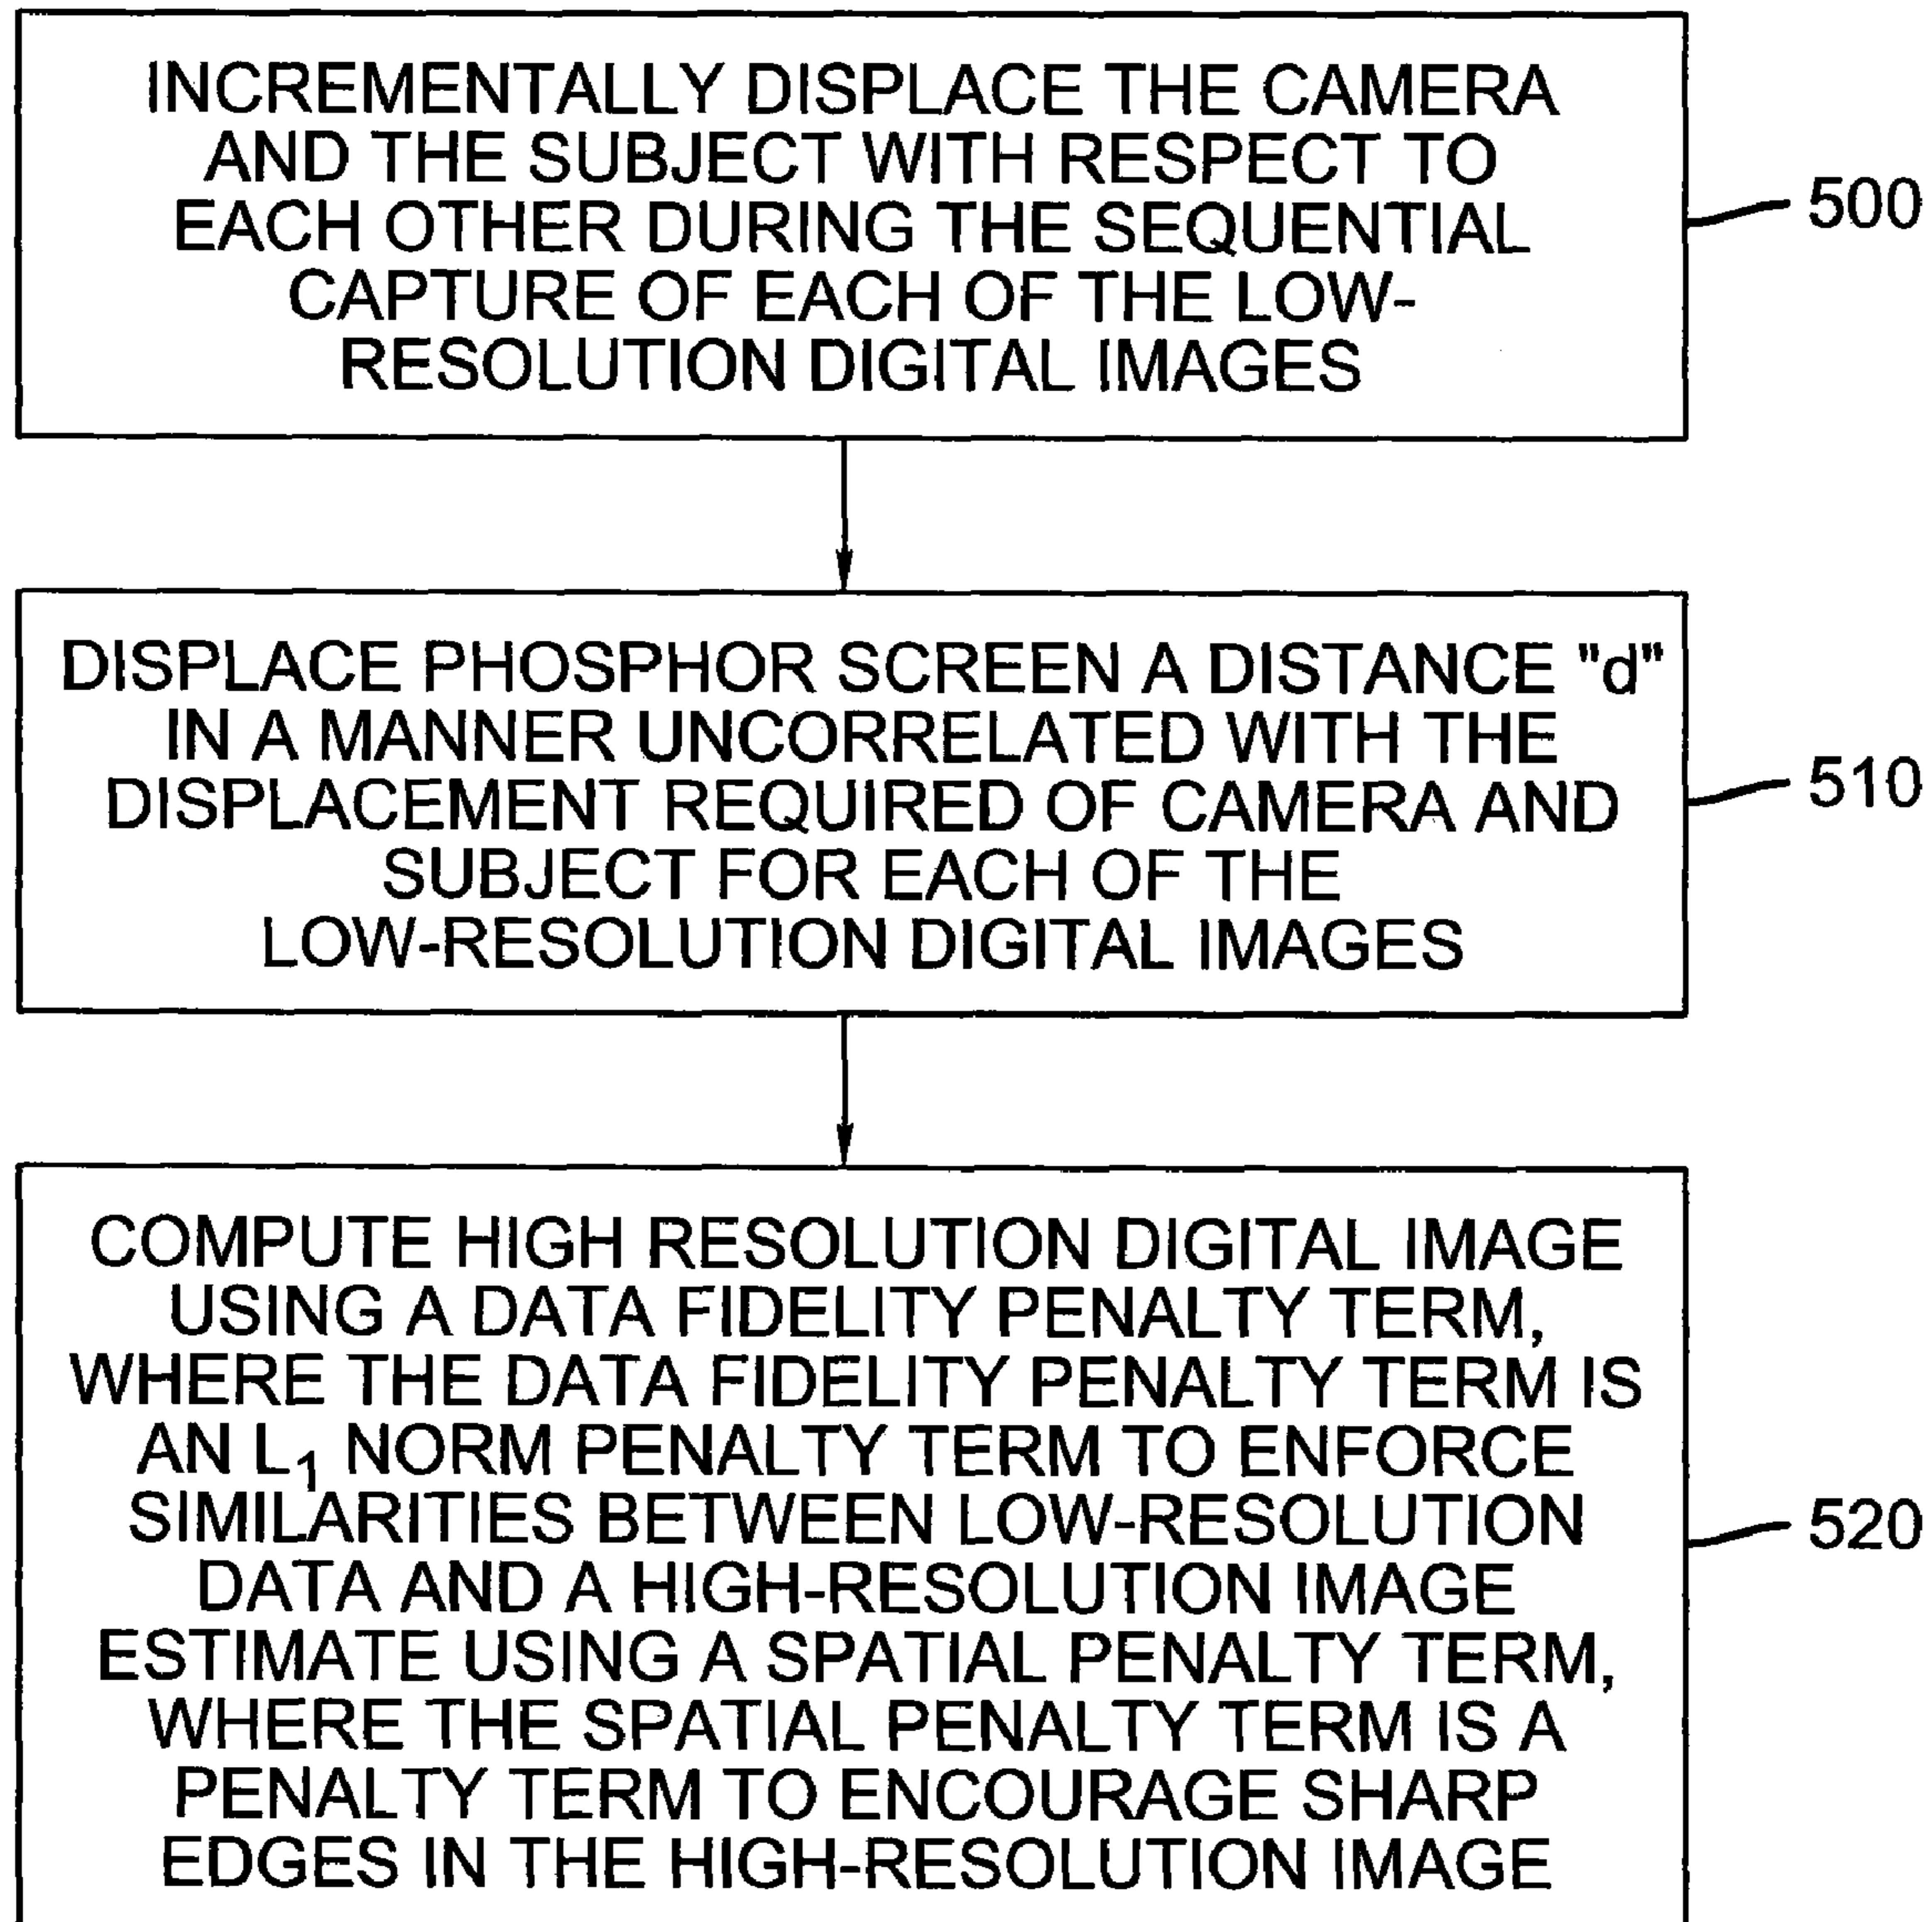 INCREMENTALLY DISPLACE THE CAMERA
AND THE SUBJECT WITH RESPECT TO
EACH OTHER DURING THE SEQUENTIAL
CAPTURE OF EACH OF THE LOW-
RESOLUTION DIGITAL IMAGES
500
DISPLACE PHOSPHOR SCREEN A DISTANCE "d"
IN A MANNER UNCORRELATED WITH THE
DISPLACEMENT REQUIRED OF CAMERA AND
SUBJECT FOR EACH OF THE
LOW-RESOLUTION DIGITAL IMAGES
510
COMPUTE HIGH RESOLUTION DIGITAL IMAGE
USING A DATA FIDELITY PENALTY TERM,
WHERE THE DATA FIDELITY PENALTY TERM IS
AN L₁ NORM PENALTY TERM TO ENFORCE
SIMILARITIES BETWEEN LOW-RESOLUTION
DATA AND A HIGH-RESOLUTION IMAGE
ESTIMATE USING A SPATIAL PENALTY TERM,
WHERE THE SPATIAL PENALTY TERM IS A
PENALTY TERM TO ENCOURAGE SHARP
EDGES IN THE HIGH-RESOLUTION IMAGE
520